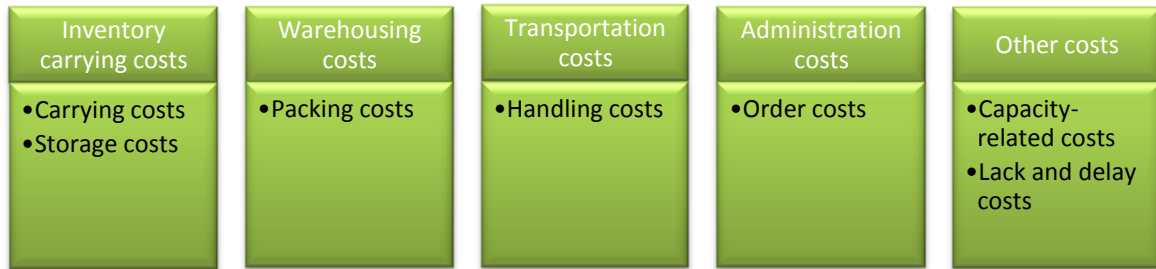 Inventory
carrying costs
•Carrying costs
•Storage costs
Warehousing
costs
•Packing costs
Transportation
costs
•Handling costs
Administration
costs
•Order costs
Other costs
•Capacity-
related costs
•Lack and delay
costs